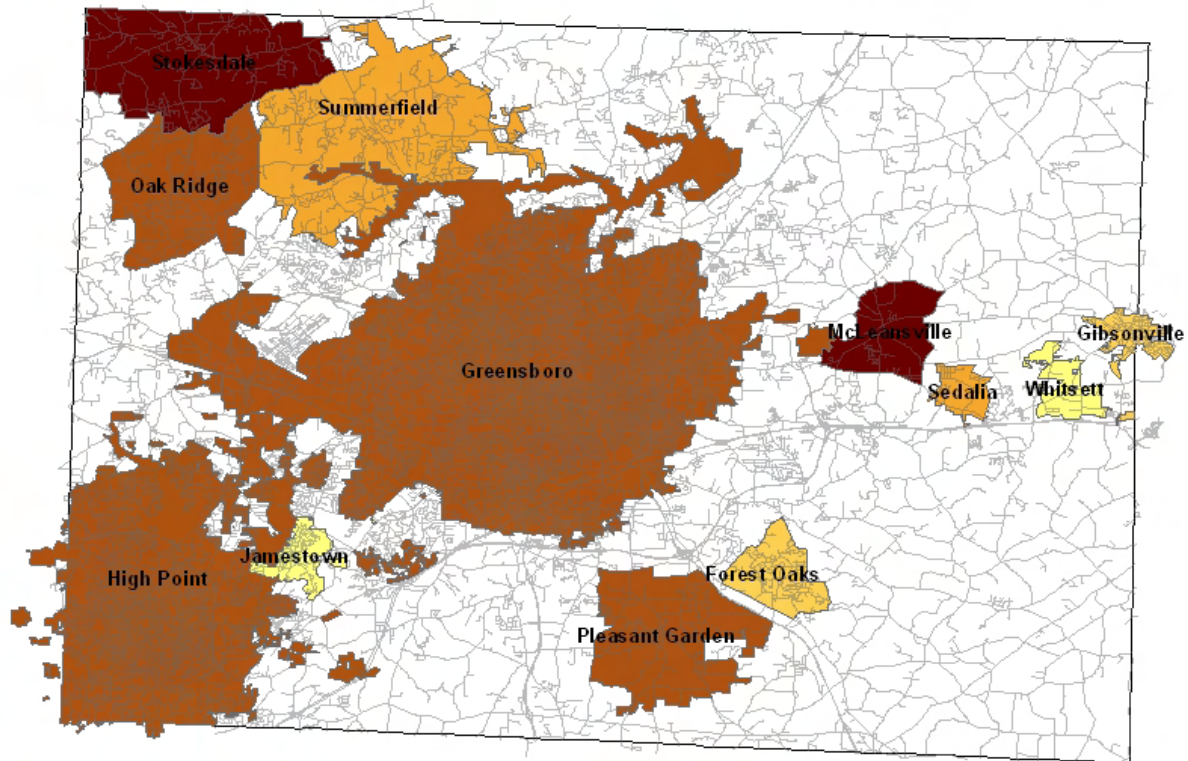 Stokesdale
Summerfield
Oak Ridge
McLeansville
Gibsonville
Greensboro
Sedalia
Whitsett
Jamestown
High Point
Forest Oaks
Pleasant Garden